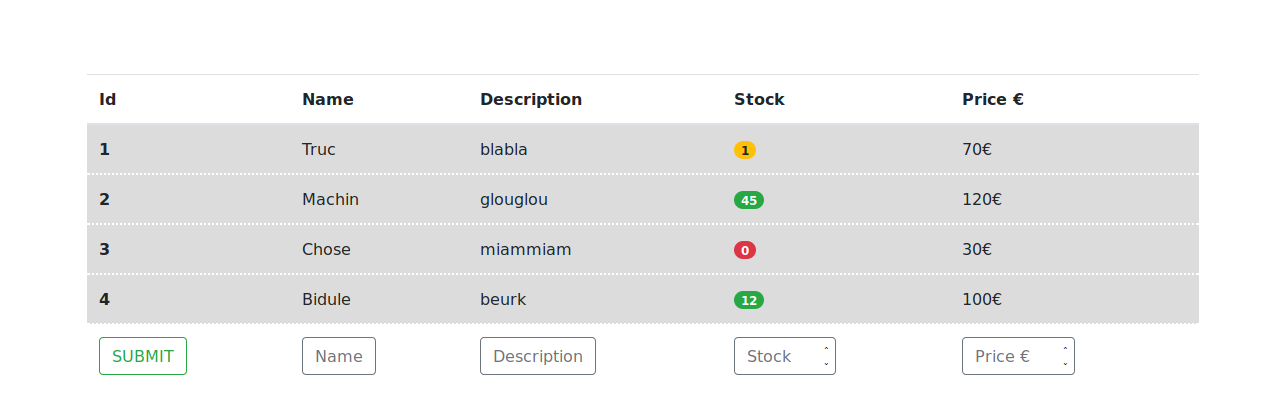 Id Name Description Stock Price €
1 Truc blabla 1 70€
2 Machin glouglou 45 120€
3 Chose miammiam 0 30€
4 Bidule beurk 12 100€
SUBMIT Name Description Stock Price €